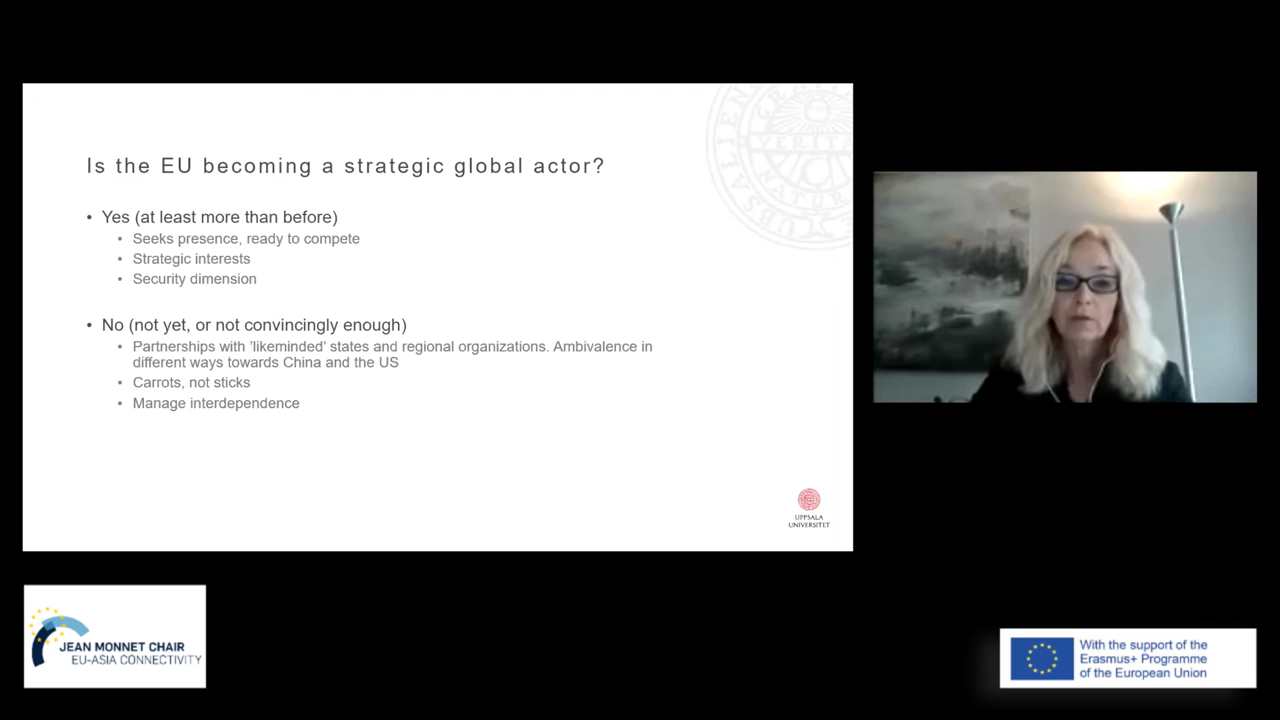 Is the EU becoming a strategic global actor?
• Yes (at least more than before)
• Seeks presence, ready to compete
• Strategic interests
• Security dimension
• No (not yet, or not convincingly enough)
• Partnerships with 'likeminded' states and regional organizations. Ambivalence in
different ways towards China and the US
• Carrots, not sticks
• Manage interdependence
UPPSALA
UNIVERSITET
JEAN MONNET CHAIR
EU-ASIA CONNECTIVITY
With the support of the
Erasmus+ Programme
of the European Union